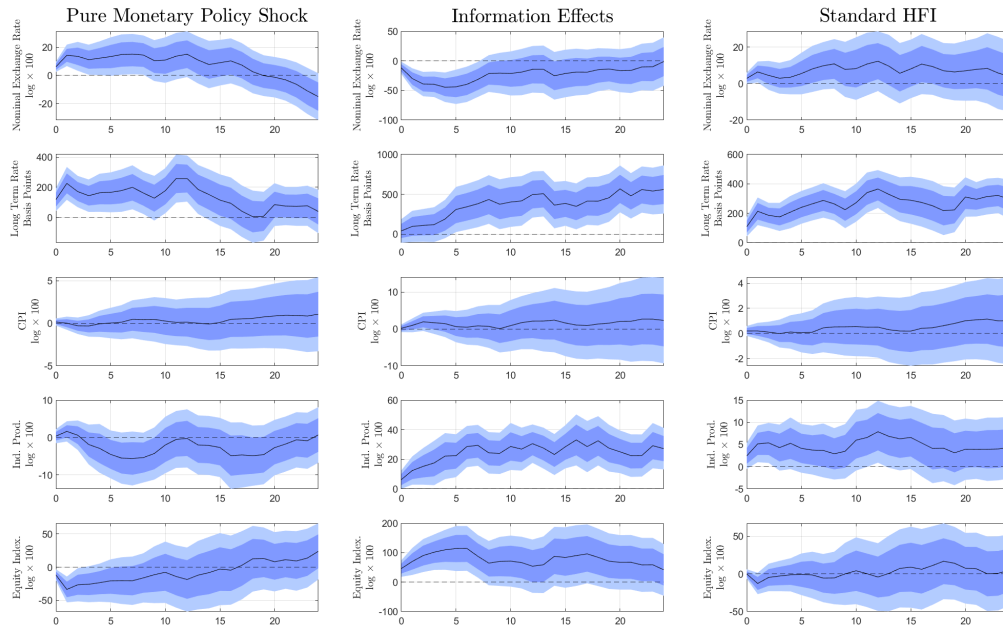 Pure Monetary Policy Shock
Information Effects
Standard HFI
Nominal Exchange Rate
log × 100
20
0
-20
0 5 10 15 20
Nominal Exchange Rate
log × 100
50
0
-50
-100
0 5 10 15 20
Nominal Exchange Rate
log × 100
20
0
-20
0 5 10 15 20
Long Term Rate
Basis Points
400
200
0
0 5 10 15 20
Long Term Rate
Basis Points
1000
500
0
0 5 10 15 20
Long Term Rate
Basis Points
600
400
200
0
0 5 10 15 20
CPI
log × 100
5
0
-5
0 5 10 15 20
CPI
log × 100
10
0
-10
0 5 10 15 20
CPI
log × 100
4
2
0
-2
0 5 10 15 20
Ind. Prod.
log × 100
10
0
-10
0 5 10 15 20
Ind. Prod.
log × 100
60
40
20
0
0 5 10 15 20
Ind. Prod.
log × 100
15
10
5
0
-5
0 5 10 15 20
Equity Index.
log × 100
50
0
-50
0 5 10 15 20
Equity Index.
log × 100
200
100
0
-100
0 5 10 15 20
Equity Index.
log × 100
50
0
-50
0 5 10 15 20